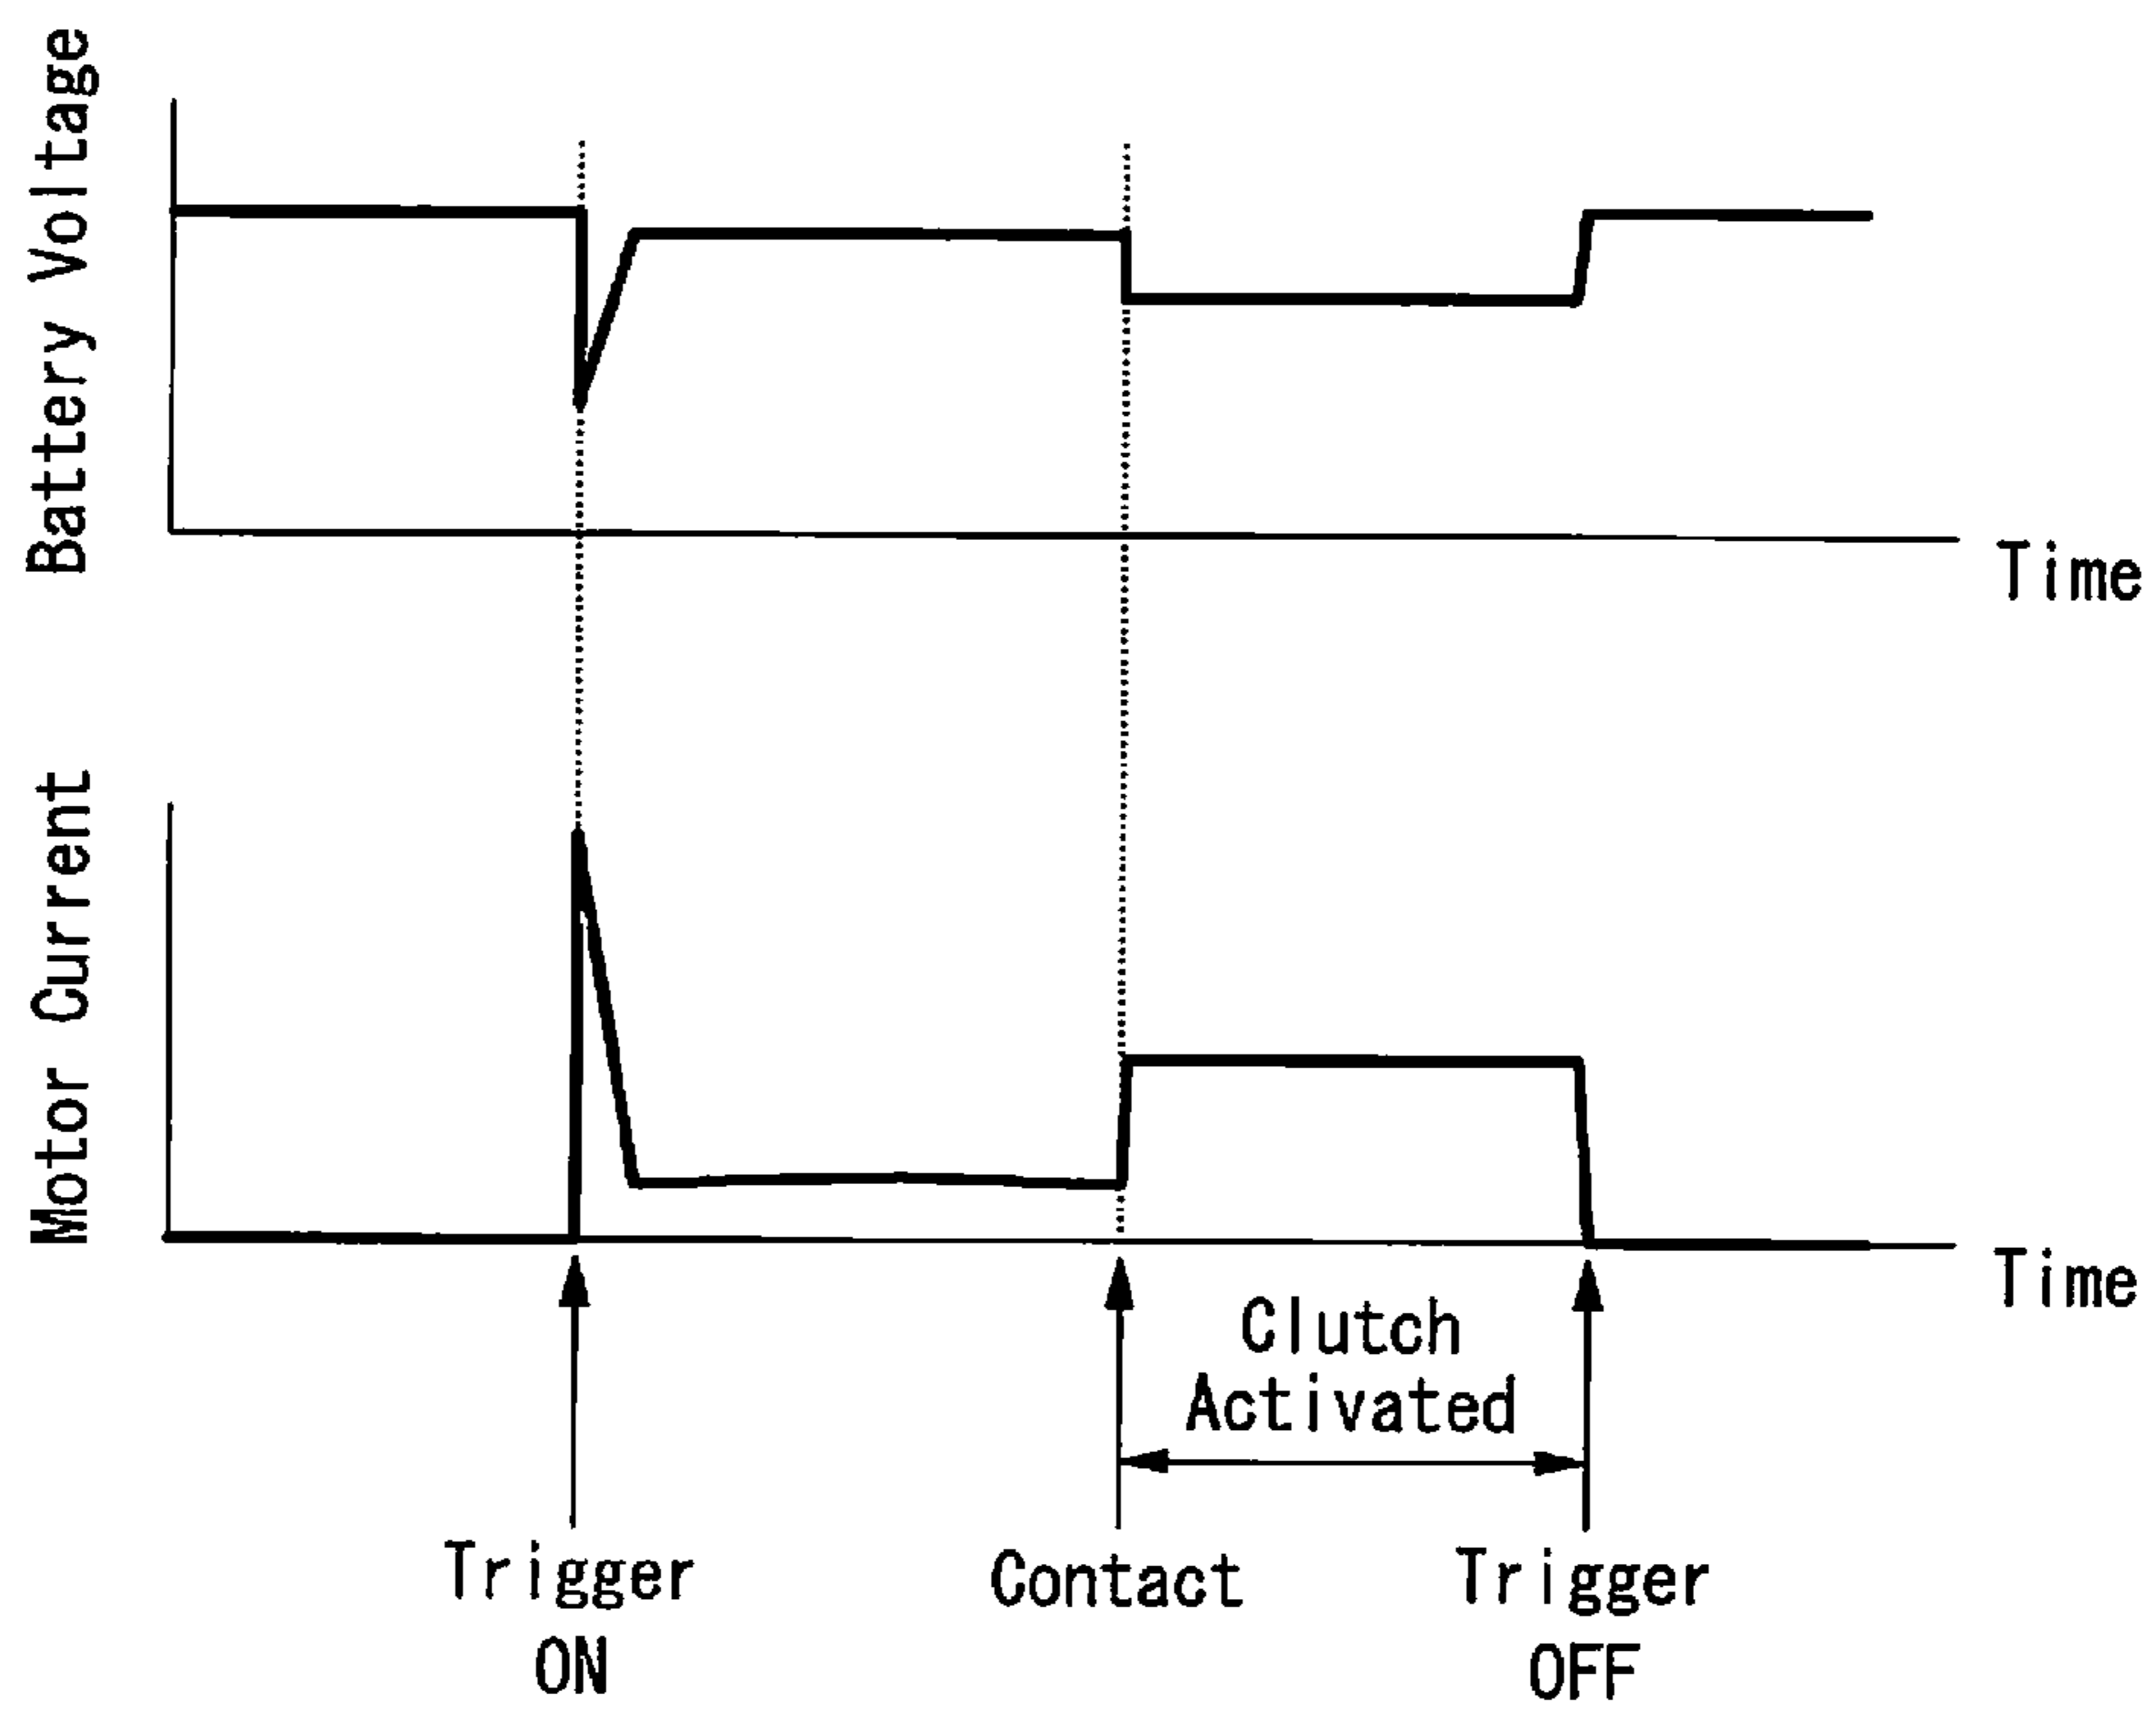 Battery Voltage
Time
Motor Current
Time
Clutch
Activated
Trigger
ON
Contact
Trigger
OFF